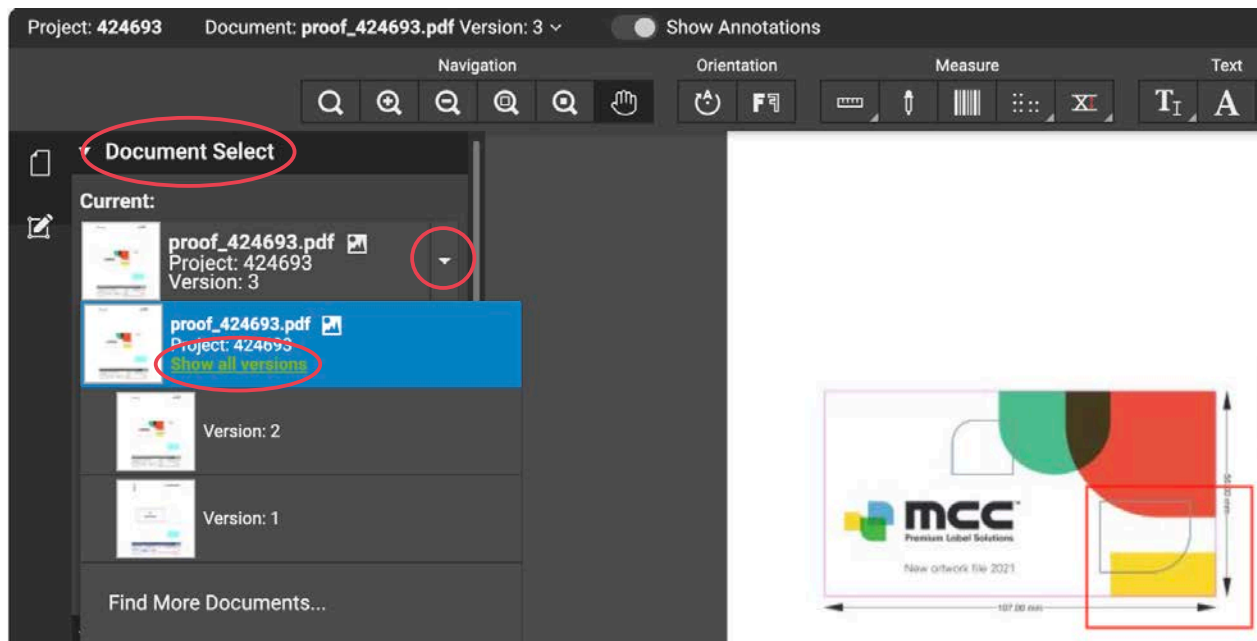 Project: 424693 Document: proof_424693.pdf Version: 3 Show Annotations
Navigation Orientation Measure Text
Document Select
Current:
proof_424693.pdf
Project: 424693
Version: 3
proof_424693.pdf
Project: 424693
Show all versions
Version: 2
Version: 1
Find More Documents...
mcc™
Premium Label Solutions
New artwork file 2021
107.00 mm